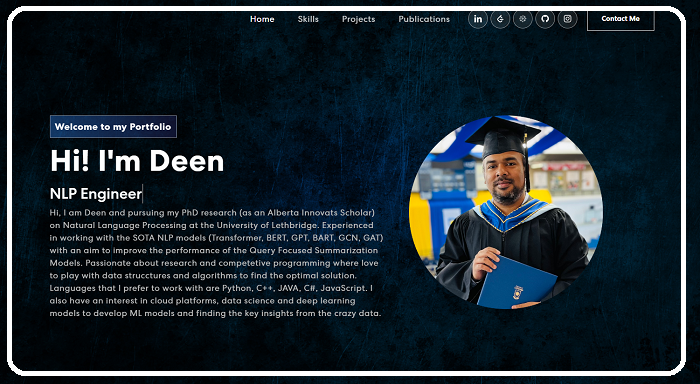 Home Skills Projects Publications Contact Me
Welcome to my Portfolio
Hi! I'm Deen
NLP Engineer
Hi, I am Deen and pursuing my PhD research (as an Alberta Innovats Scholar)
on Natural Language Processing at the University of Lethbridge. Experienced
in working with the SOTA NLP models (Transformer, BERT, GPT, BART, GCN, GAT)
with an aim to improve the performance of the Query Focused Summarization
Models. Passionate about research and competetive programming where love
to play with data strucctures and algorithms to find the optimal solution.
Languages that I prefer to work with are Python, C++, JAVA, C#, JavaScript. I
also have an interest in cloud platforms, data science and deep learning
models to develop ML models and finding the key insights from the crazy data.